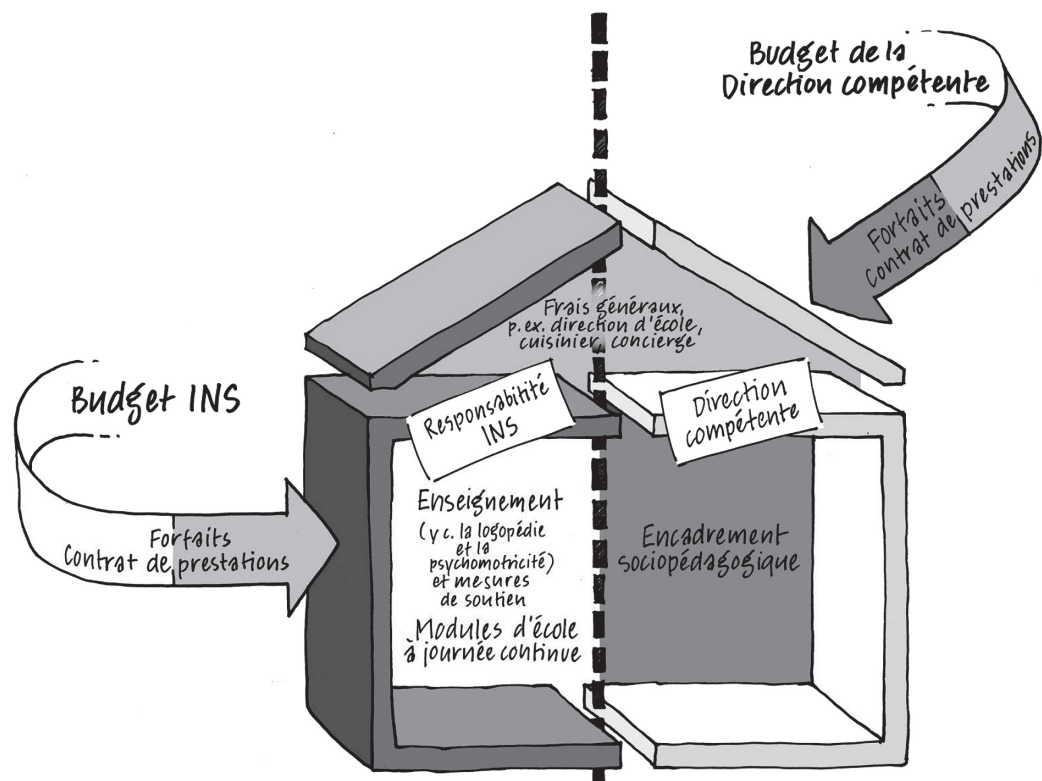 Budget de la
Direction compétente
Forfaits
Contrat de prestations
Frais généraux,
p. ex. direction d'école,
cuisinier, concierge
Budget INS
Responsabitité
INS
Direction
compétente
Enseignement
(y c. la logopédie
et la
psychomotricité)
et mesures
de soutien
Modules d'école
à journée continue
Encadrement
sociopédagogique
Forfaits
Contrat de prestations